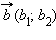 b⃗ (b₁; b₂)